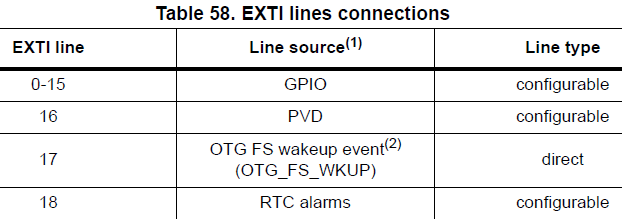 Table 58. EXTI lines connections
EXTI line Line source(1) Line type
0-15 GPIO configurable
16 PVD configurable
17 OTG FS wakeup event(2) (OTG_FS_WKUP) direct
18 RTC alarms configurable